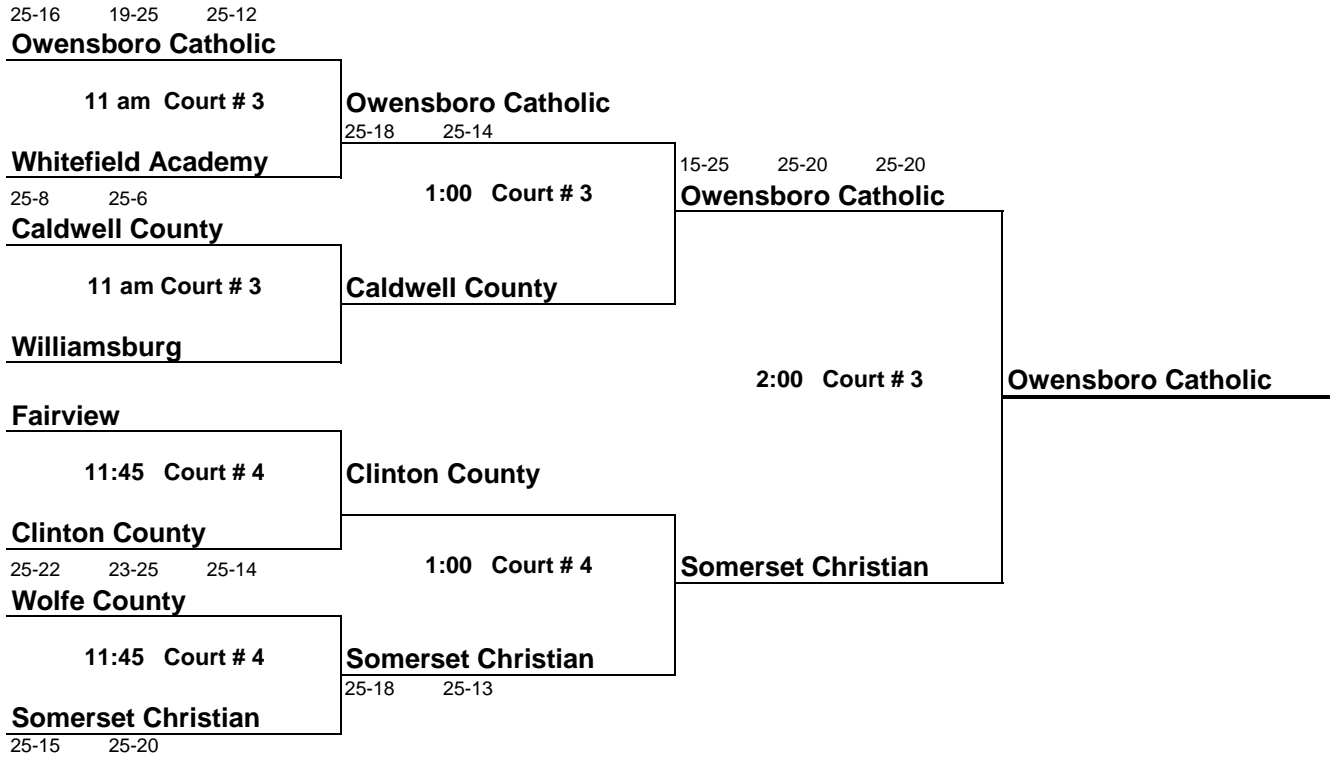 25-16 19-25 25-12
Owensboro Catholic
11 am Court # 3
Owensboro Catholic
25-18 25-14
Whitefield Academy
15-25 25-20 25-20
25-8 25-6
1:00 Court # 3
Owensboro Catholic
Caldwell County
11 am Court # 3
Caldwell County
Williamsburg
2:00 Court # 3
Owensboro Catholic
Fairview
11:45 Court # 4
Clinton County
Clinton County
25-22 23-25 25-14
1:00 Court # 4
Somerset Christian
Wolfe County
11:45 Court # 4
Somerset Christian
25-18 25-13
Somerset Christian
25-15 25-20